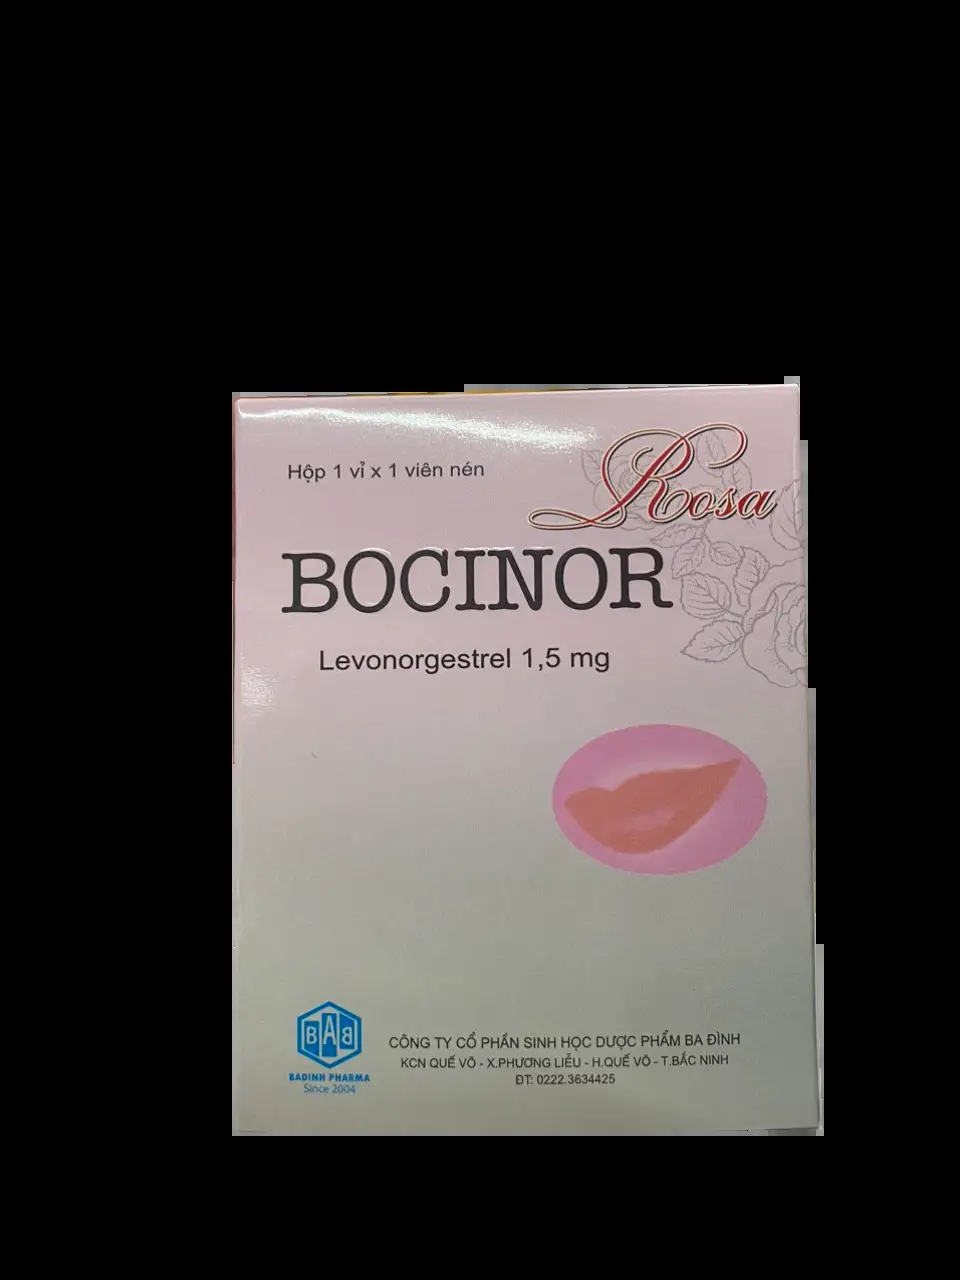 Hộp 1 vỉ x 1 viên nén
Rosa
BOCINOR
Levonorgestrel 1,5 mg
BAB
BADINH PHARMA
Since 2004
CÔNG TY CỔ PHẦN SINH HỌC DƯỢC PHẨM BA ĐÌNH
KCN QUẾ VÕ - X.PHƯƠNG LIỄU - H.QUẾ VÕ - T.BẮC NINH
ĐT: 0222.3634425